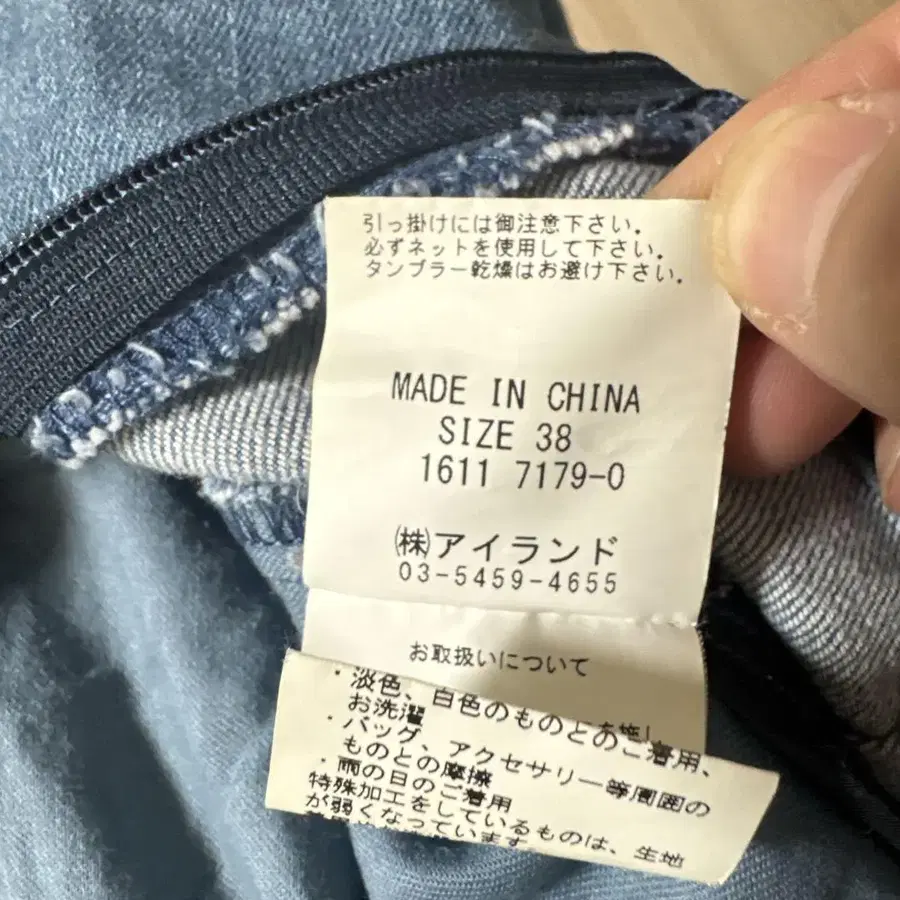 引っ掛けには御注意下さい。
必ずネットを使用して下さい。
タンブラー乾燥はお避け下さい。
MADE IN CHINA
SIZE 38
1611 7179-0
㈱アイランド
03-5459-4655
お取扱いについて
・淡色、白色のものとのご着用、
お洗濯
・バッグ、アクセサリー等周囲の
ものとの摩擦
・雨の日のご着用
特殊加工をしているものは、生地
が弱くなっています